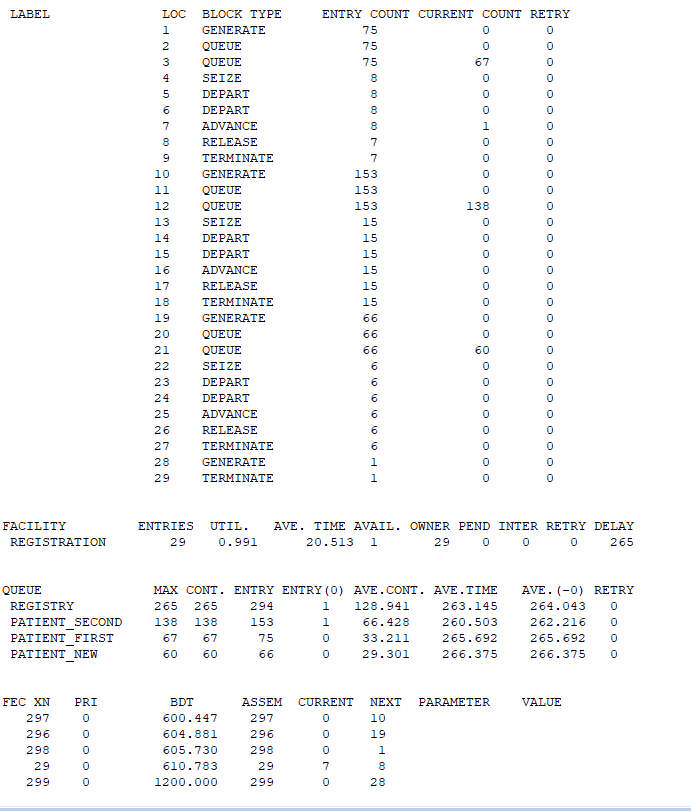 LABEL LOC BLOCK TYPE ENTRY COUNT CURRENT COUNT RETRY
1 GENERATE 75 0 0
2 QUEUE 75 0 0
3 QUEUE 75 67 0
4 SEIZE 8 0 0
5 DEPART 8 0 0
6 DEPART 8 0 0
7 ADVANCE 8 1 0
8 RELEASE 7 0 0
9 TERMINATE 7 0 0
10 GENERATE 153 0 0
11 QUEUE 153 0 0
12 QUEUE 153 138 0
13 SEIZE 15 0 0
14 DEPART 15 0 0
15 DEPART 15 0 0
16 ADVANCE 15 0 0
17 RELEASE 15 0 0
18 TERMINATE 15 0 0
19 GENERATE 66 0 0
20 QUEUE 66 0 0
21 QUEUE 66 60 0
22 SEIZE 6 0 0
23 DEPART 6 0 0
24 DEPART 6 0 0
25 ADVANCE 6 0 0
26 RELEASE 6 0 0
27 TERMINATE 6 0 0
28 GENERATE 1 0 0
29 TERMINATE 1 0 0
FACILITY ENTRIES UTIL. AVE. TIME AVAIL. OWNER PEND INTER RETRY DELAY
REGISTRATION 29 0.991 20.513 1 29 0 0 0 265
QUEUE MAX CONT. ENTRY ENTRY(0) AVE.CONT. AVE.TIME AVE.(-0) RETRY
REGISTRY 265 265 294 1 128.941 263.145 264.043 0
PATIENT_SECOND 138 138 153 1 66.428 260.503 262.216 0
PATIENT_FIRST 67 67 75 0 33.211 265.692 265.692 0
PATIENT_NEW 60 60 66 0 29.301 266.375 266.375 0
FEC XN PRI BDT ASSEM CURRENT NEXT PARAMETER VALUE
297 0 600.447 297 0 10
296 0 604.881 296 0 19
298 0 605.730 298 0 1
29 0 610.783 29 7 8
299 0 1200.000 299 0 28